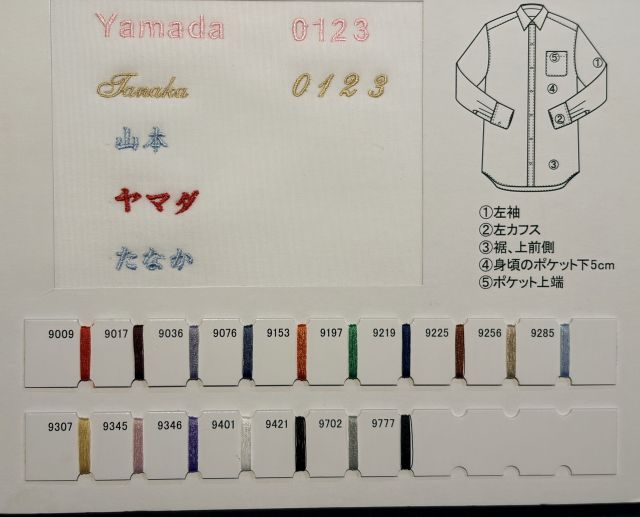 Yamada 0123
Tanaka 0123
山本
ヤマダ
たなか
⑤
①
④
②
③
①左袖
②左カフス
③裾、上前側
④身頃のポケット下5cm
⑤ポケット上端
9009 9017 9036 9076 9153 9197 9219 9225 9256 9285
9307 9345 9346 9401 9421 9702 9777